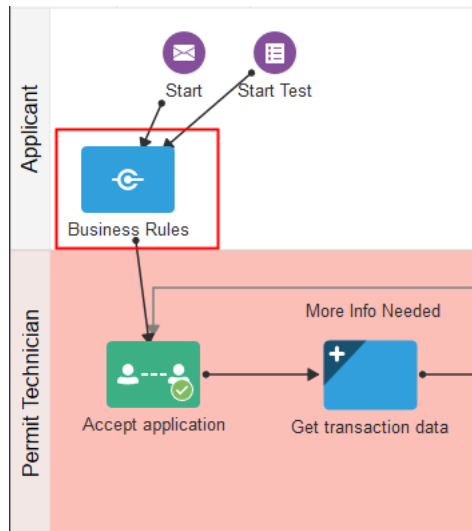 Applicant
Start
Start Test
Business Rules
Permit Technician
More Info Needed
Accept application
Get transaction data